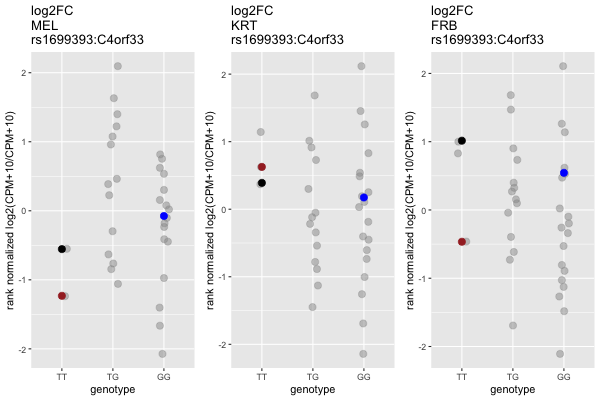 log2FC
MEL
rs1699393:C4orf33
rank normalized log2(CPM+10/CPM+10)
2
1
0
-1
-2
TT
TG
GG
genotype
log2FC
KRT
rs1699393:C4orf33
rank normalized log2(CPM+10/CPM+10)
2
1
0
-1
-2
TT
TG
GG
genotype
log2FC
FRB
rs1699393:C4orf33
rank normalized log2(CPM+10/CPM+10)
2
1
0
-1
-2
TT
TG
GG
genotype